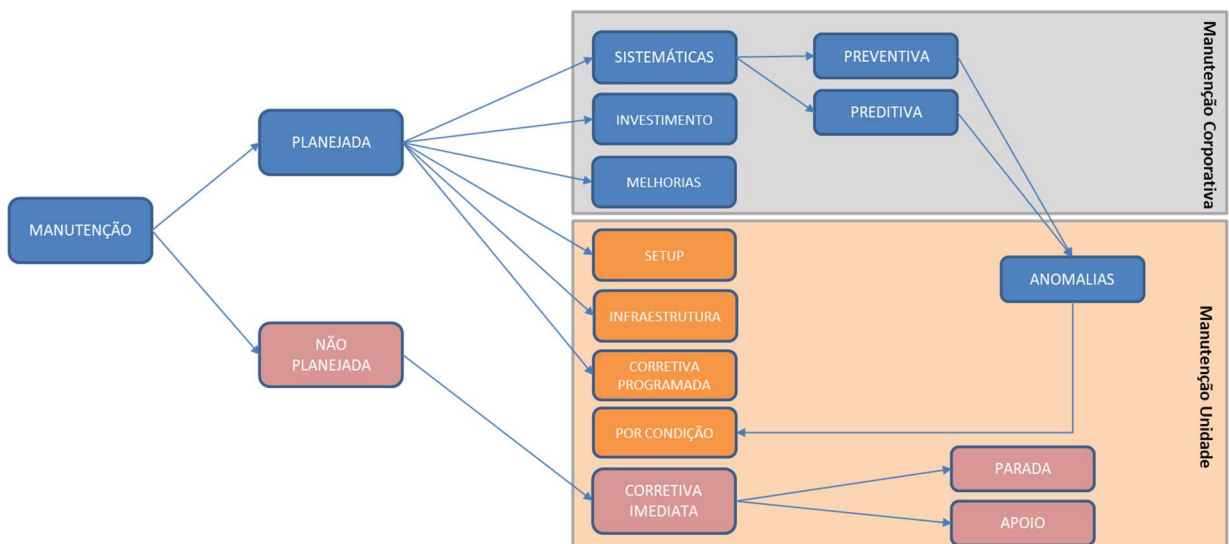 MANUTENÇÃO
PLANEJADA
NÃO
PLANEJADA
Manutenção Corporativa
SISTEMÁTICAS
PREVENTIVA
PREDITIVA
INVESTIMENTO
MELHORIAS
Manutenção Unidade
SETUP
INFRAESTRUTURA
CORRETIVA
PROGRAMADA
POR CONDIÇÃO
CORRETIVA
IMEDIATA
ANOMALIAS
PARADA
APOIO